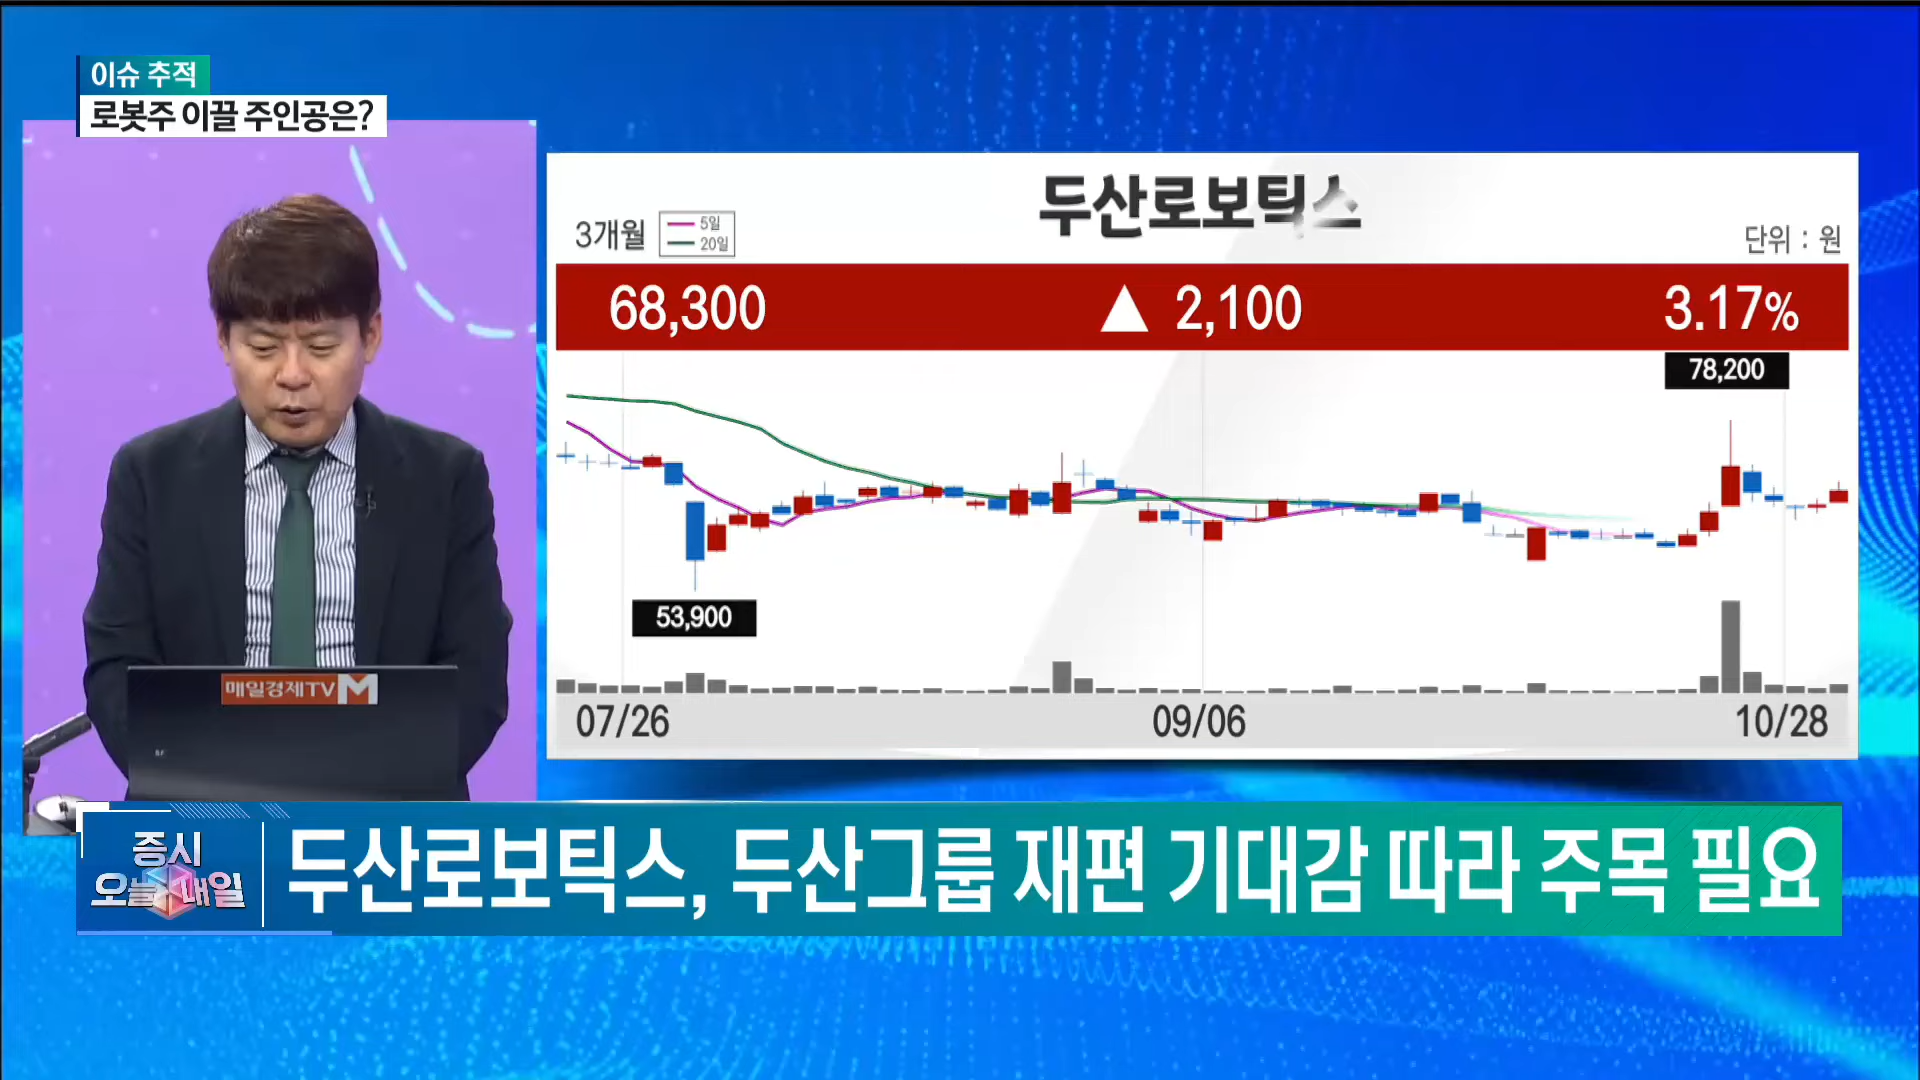 이슈 추적
로봇주 이끌 주인공은?
두산로보틱스
3개월
5일
20일
단위 : 원
68,300 ▲ 2,100 3.17%
78,200
53,900
07/26 09/06 10/28
매일경제TV M
증시
오늘 매일
두산로보틱스, 두산그룹 재편 기대감 따라 주목 필요